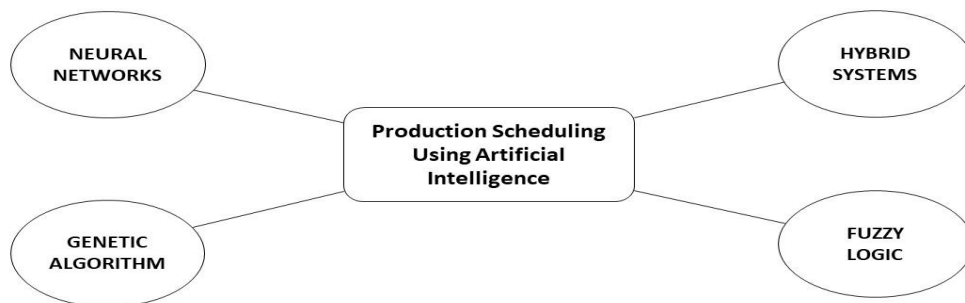 NEURAL
NETWORKS
HYBRID
SYSTEMS
Production Scheduling
Using Artificial
Intelligence
GENETIC
ALGORITHM
FUZZY
LOGIC